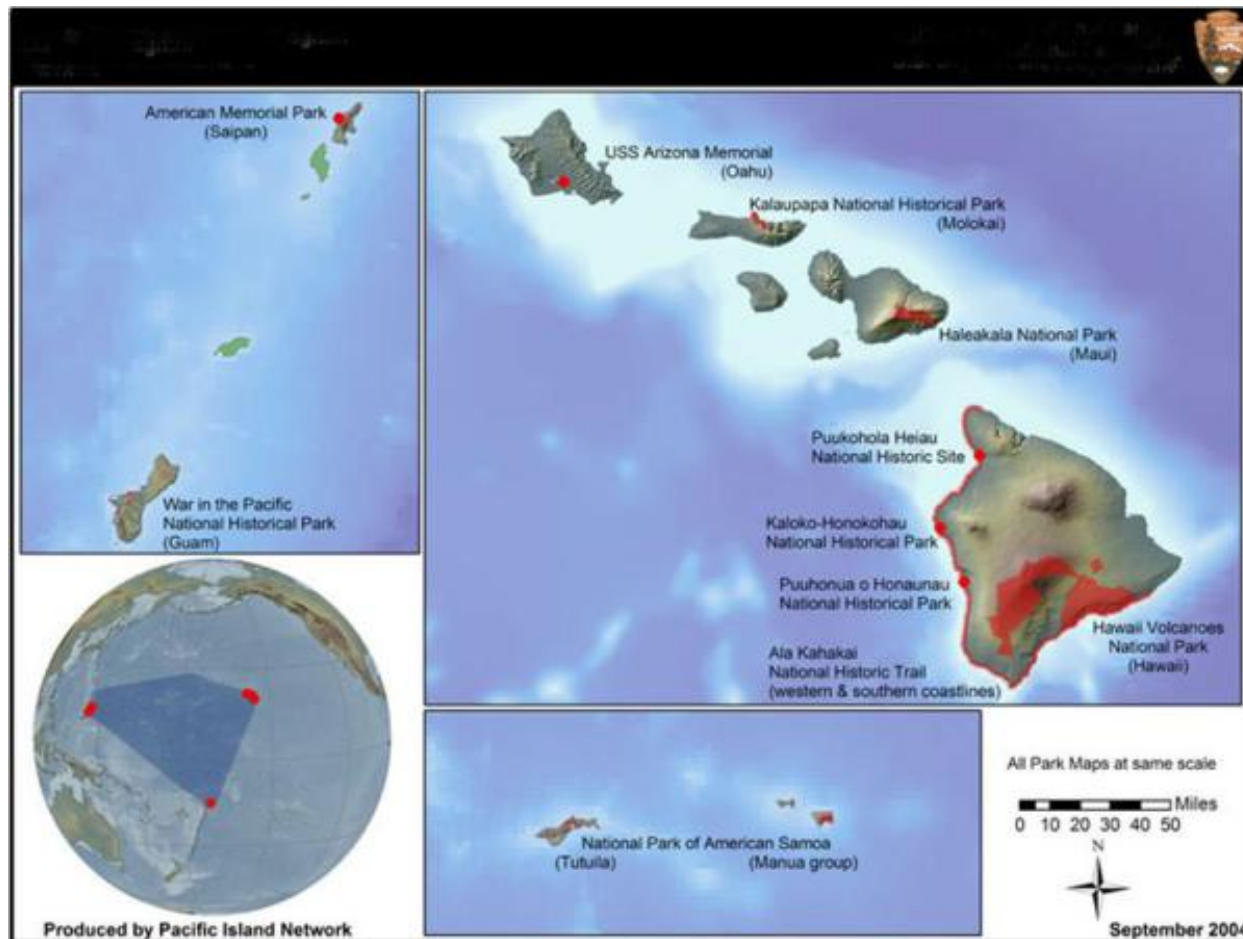 American Memorial Park
(Saipan)
War in the Pacific
National Historical Park
(Guam)
USS Arizona Memorial
(Oahu)
Kalaupapa National Historical Park
(Molokai)
Haleakala National Park
(Maui)
Puukohola Heiau
National Historic Site
Kaloko-Honokohau
National Historical Park
Puuhonua o Honaunau
National Historical Park
Ala Kahakai
National Historic Trail
(western & southern coastlines)
Hawaii Volcanoes
National Park
(Hawaii)
National Park of American Samoa
(Tutuila) (Manua group)
All Park Maps at same scale
Miles
0 10 20 30 40 50
N
Produced by Pacific Island Network
September 2004